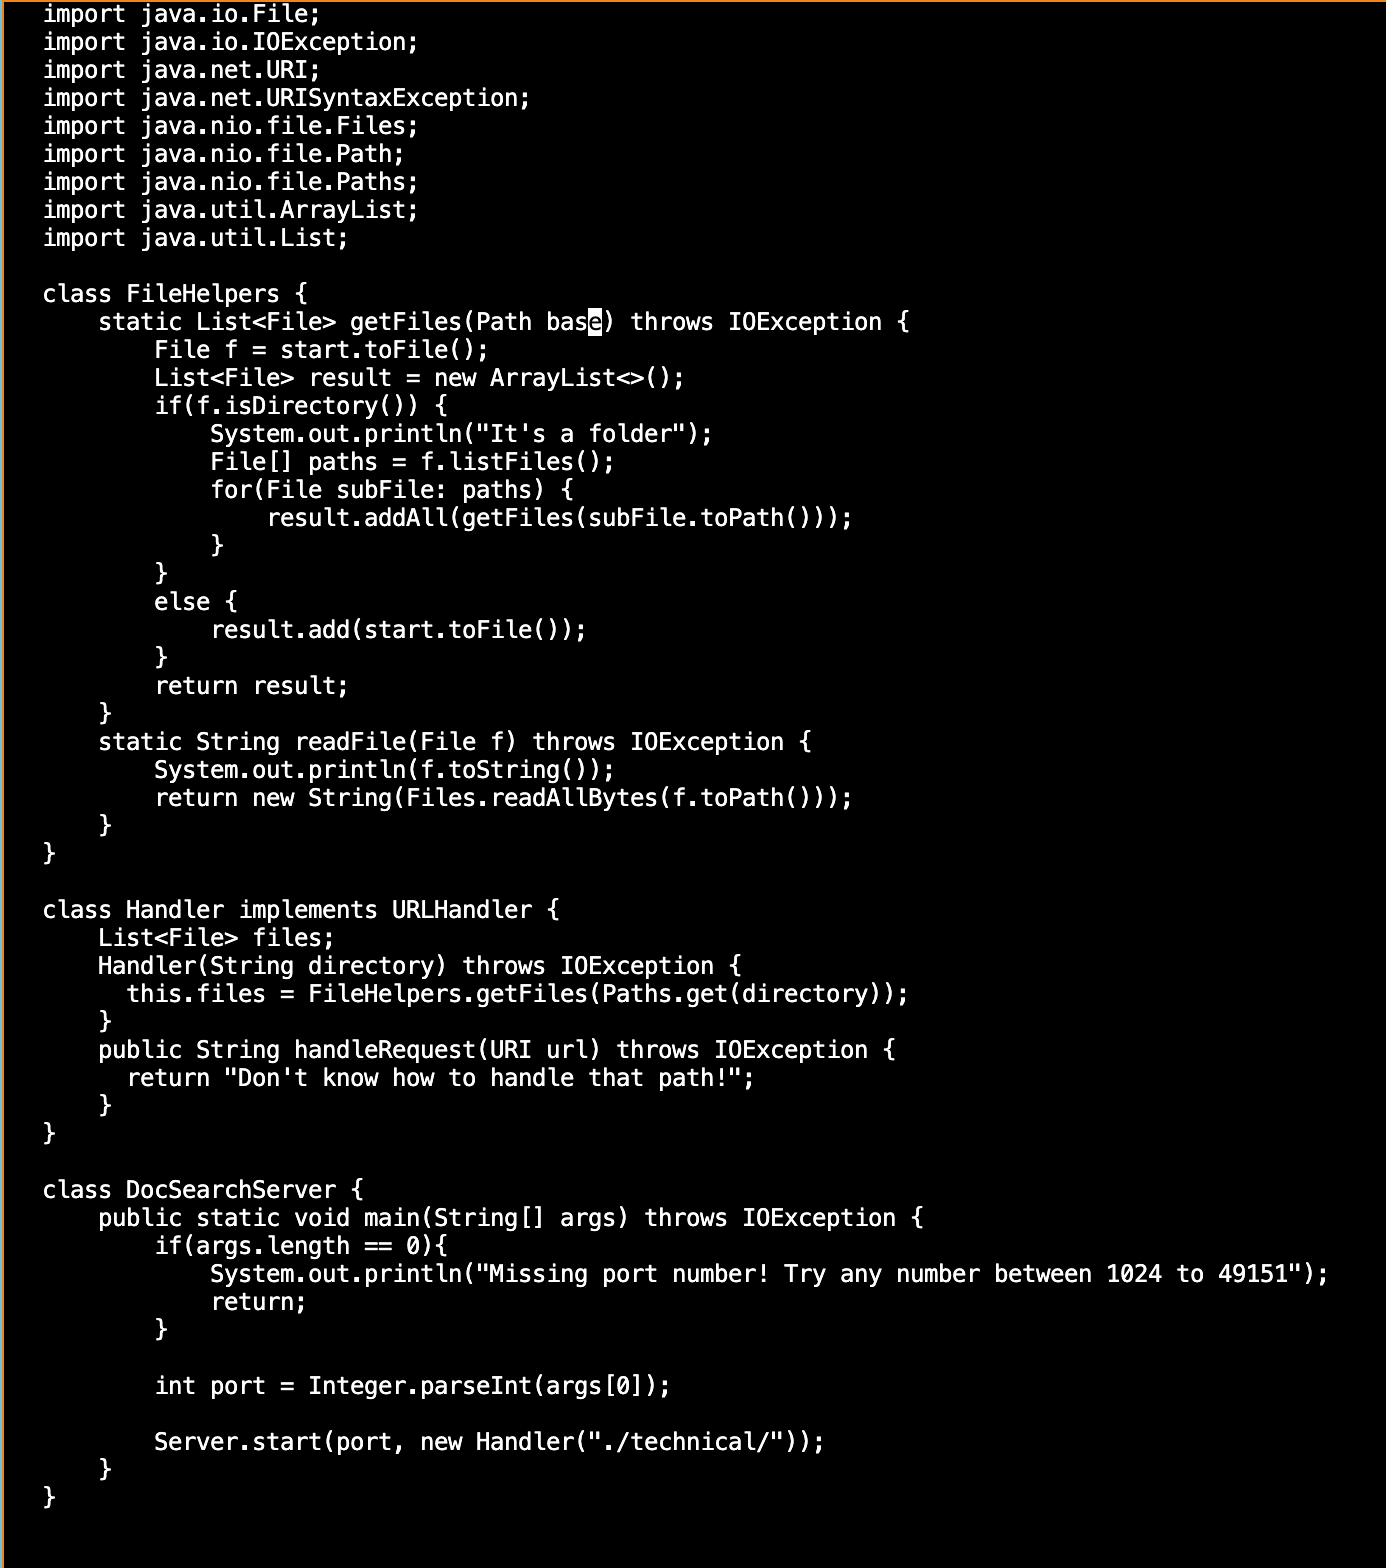 import java.io.File;
import java.io.IOException;
import java.net.URI;
import java.net.URISyntaxException;
import java.nio.file.Files;
import java.nio.file.Path;
import java.nio.file.Paths;
import java.util.ArrayList;
import java.util.List;

class FileHelpers {
    static List<File> getFiles(Path base) throws IOException {
        File f = start.toFile();
        List<File> result = new ArrayList<>();
        if(f.isDirectory()) {
            System.out.println("It's a folder");
            File[] paths = f.listFiles();
            for(File subFile: paths) {
                result.addAll(getFiles(subFile.toPath()));
            }
        }
        else {
            result.add(start.toFile());
        }
        return result;
    }
    static String readFile(File f) throws IOException {
        System.out.println(f.toString());
        return new String(Files.readAllBytes(f.toPath()));
    }
}

class Handler implements URLHandler {
    List<File> files;
    Handler(String directory) throws IOException {
      this.files = FileHelpers.getFiles(Paths.get(directory));
    }
    public String handleRequest(URI url) throws IOException {
      return "Don't know how to handle that path!";
    }
}

class DocSearchServer {
    public static void main(String[] args) throws IOException {
        if(args.length == 0){
            System.out.println("Missing port number! Try any number between 1024 to 49151");
            return;
        }

        int port = Integer.parseInt(args[0]);

        Server.start(port, new Handler("./technical/"));
    }
}